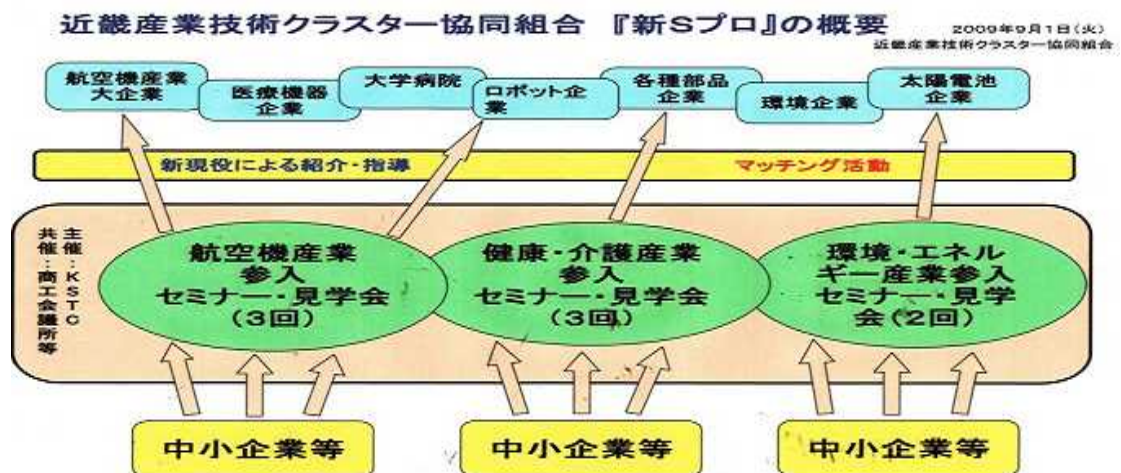 近畿産業技術クラスター協同組合 『新Sプロ』の概要
2009年9月1日(火)
近畿産業技術クラスター協同組合
航空機産業
大企業
医療機器
企業
大学病院
ロボット企
業
各種部品
企業
環境企業
太陽電池
企業
新現役による紹介・指導
マッチング活動
主催:KSTC
共催:商工会議所等
航空機産業
参入
セミナー・見学会
(3回)
健康・介護産業
参入
セミナー・見学会
(3回)
環境・エネル
ギー産業参入
セミナー・見学
会(2回)
中小企業等
中小企業等
中小企業等